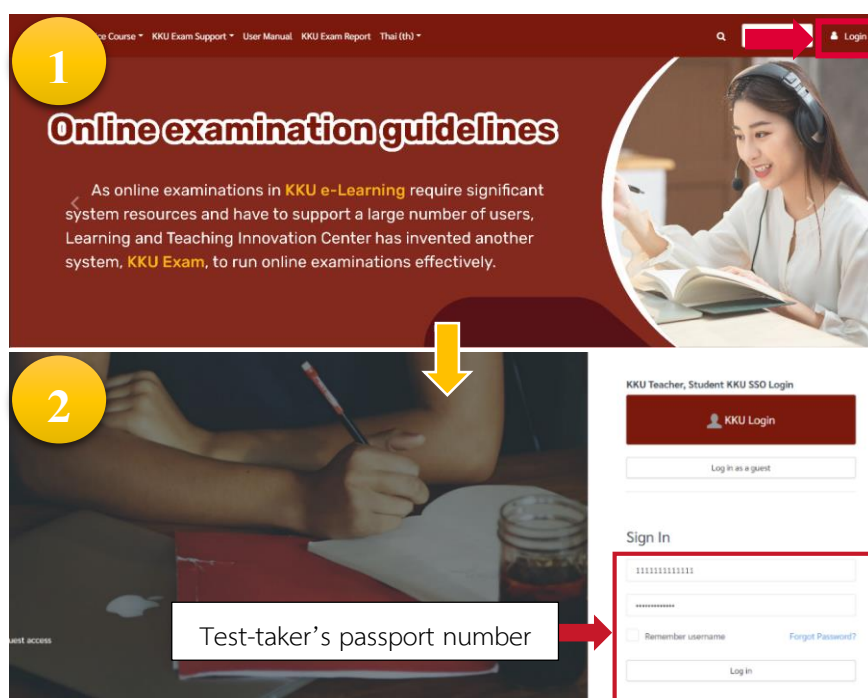 1
Course KKU Exam Support User Manual KKU Exam Report Thai (th)
Login
Online examination guidelines
As online examinations in KKU e-Learning require significant
system resources and have to support a large number of users,
Learning and Teaching Innovation Center has invented another
system, KKU Exam, to run online examinations effectively.
2
KKU Teacher, Student KKU SSO Login
KKU Login
Log in as a guest
Sign In
1111111111111
•••••••••••••
Remember username
Forgot Password?
Log in
access
Test-taker's passport number